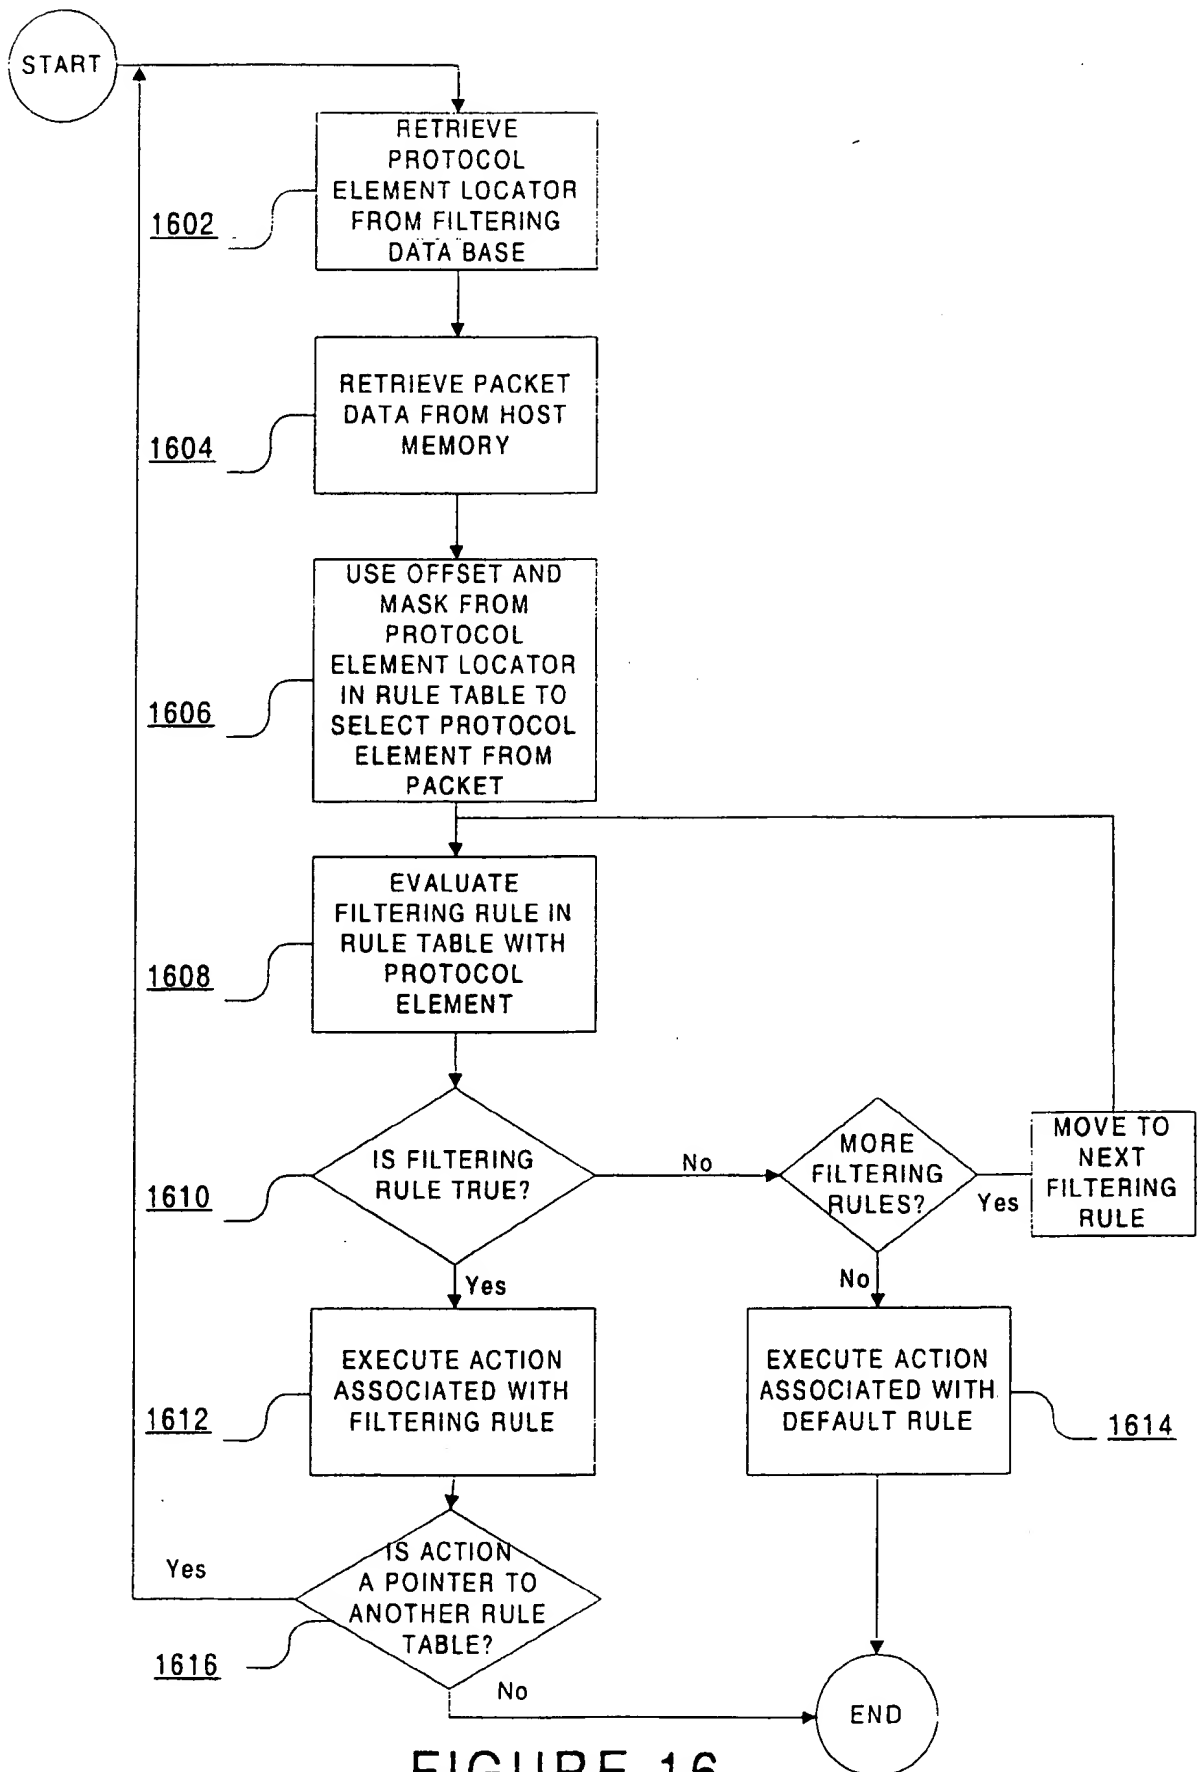 START
RETRIEVE
PROTOCOL
ELEMENT LOCATOR
FROM FILTERING
DATA BASE
1602
RETRIEVE PACKET
DATA FROM HOST
MEMORY
1604
USE OFFSET AND
MASK FROM
PROTOCOL
ELEMENT LOCATOR
IN RULE TABLE TO
SELECT PROTOCOL
ELEMENT FROM
PACKET
1606
EVALUATE
FILTERING RULE IN
RULE TABLE WITH
PROTOCOL
ELEMENT
1608
IS FILTERING
RULE TRUE?
1610
No
MORE
FILTERING
RULES?
Yes
MOVE TO
NEXT
FILTERING
RULE
Yes
No
EXECUTE ACTION
ASSOCIATED WITH
FILTERING RULE
1612
EXECUTE ACTION
ASSOCIATED WITH
DEFAULT RULE
1614
Yes
IS ACTION
A POINTER TO
ANOTHER RULE
TABLE?
1616
No
END
FIGURE 16